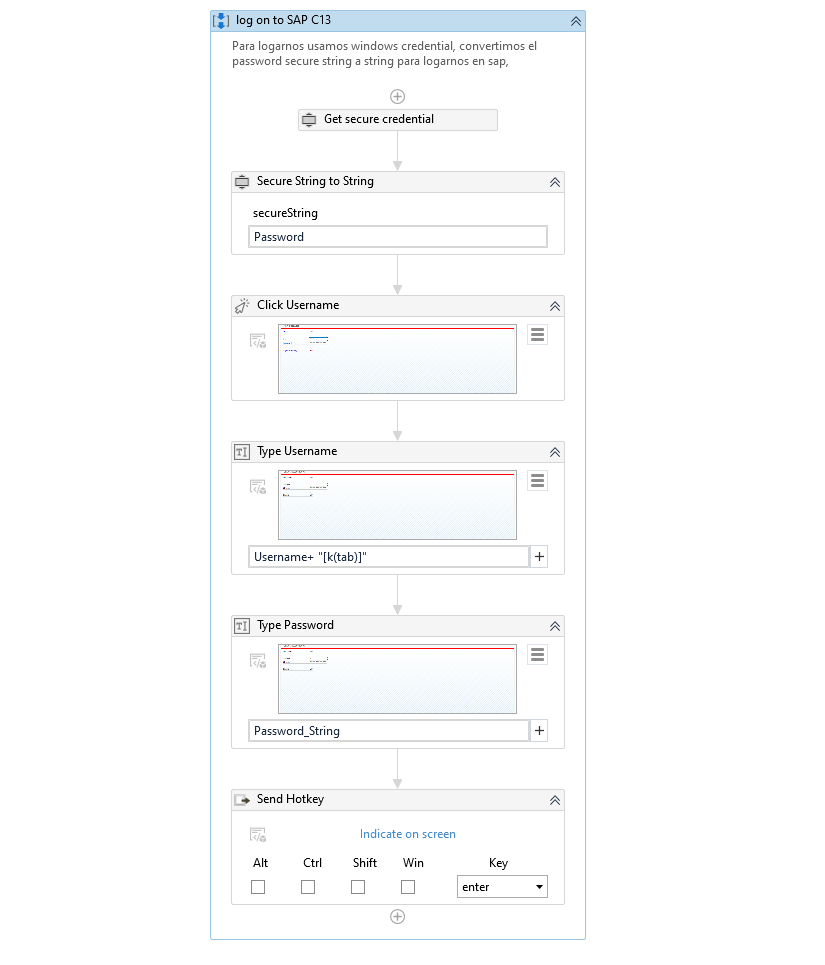 log on to SAP C13
Para logarnos usamos windows credential, convertimos el
password secure string a string para logarnos en sap,
Get secure credential
Secure String to String
secureString
Password
Click Username
Type Username
Username+ "[k(tab)]"
Type Password
Password_String
Send Hotkey
Indicate on screen
Alt Ctrl Shift Win Key
enter